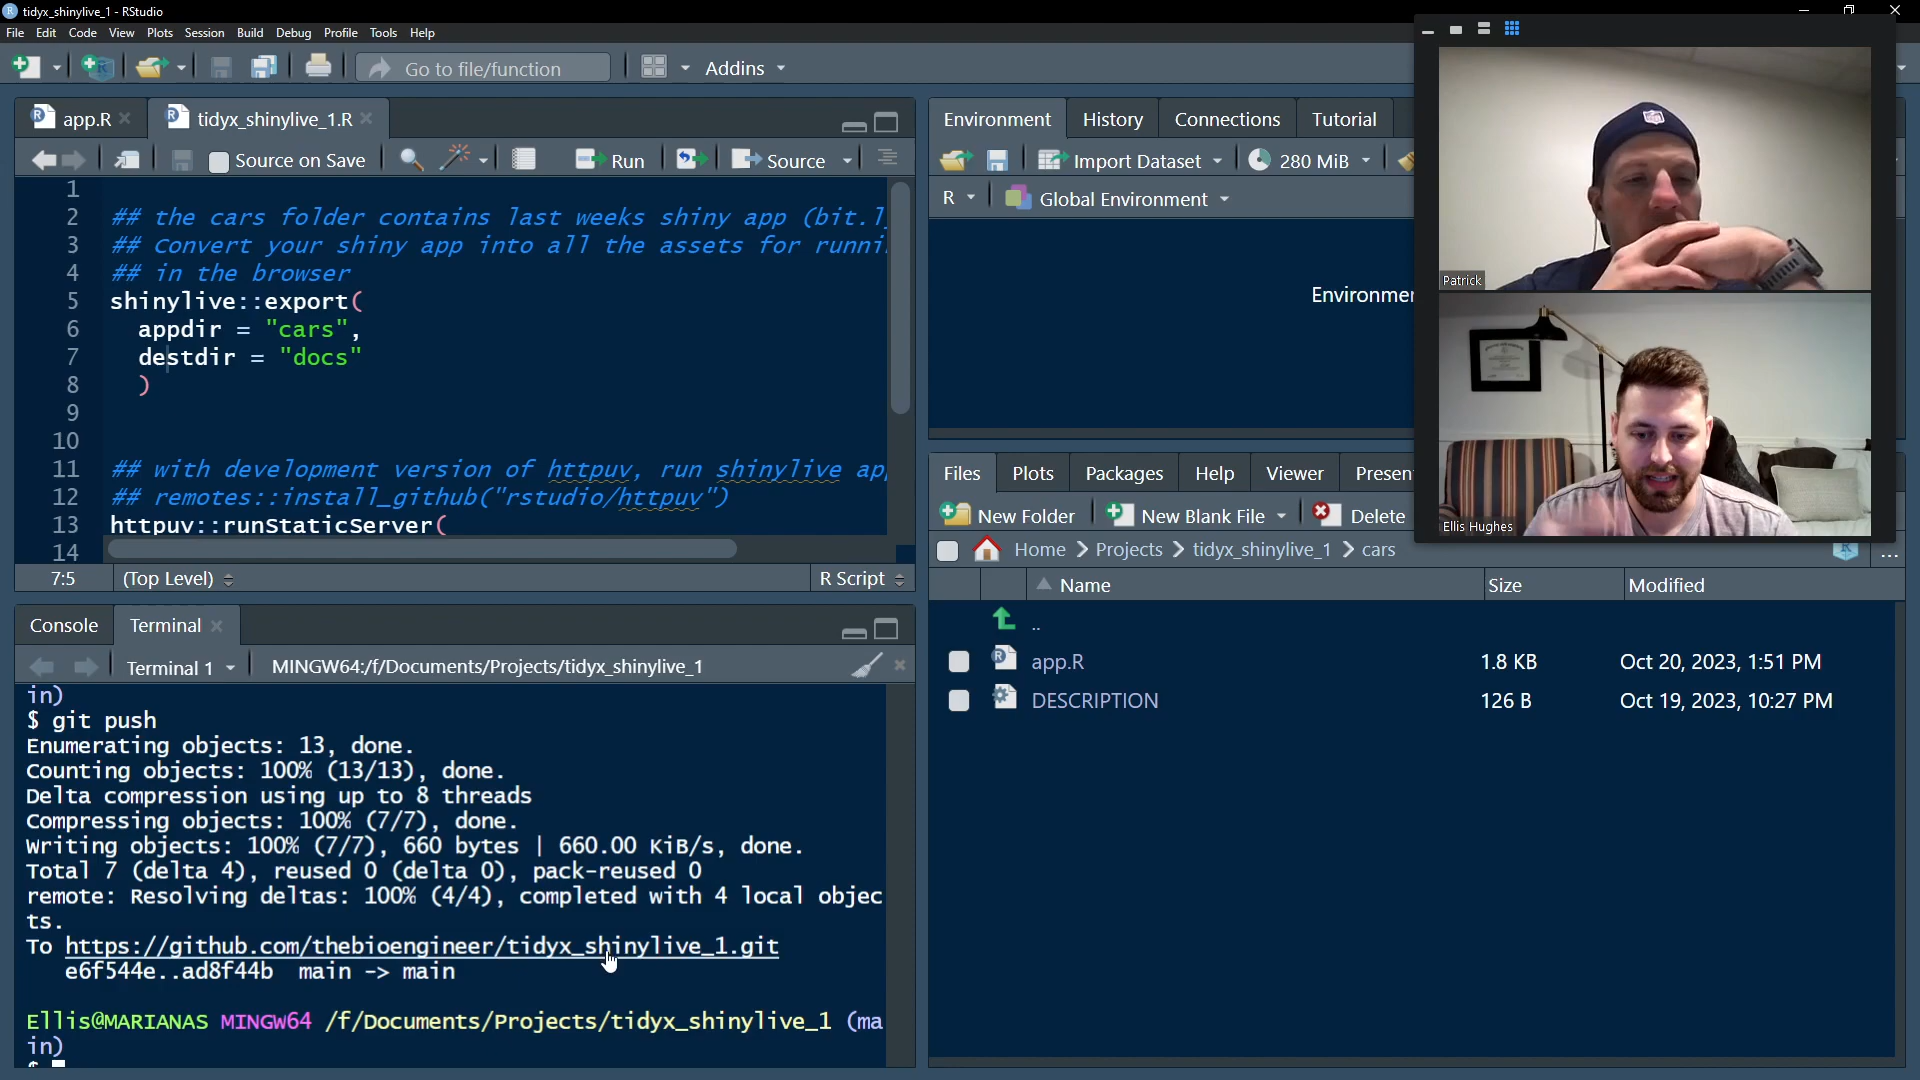 tidyx_shinylive_1 - RStudio
File Edit Code View Plots Session Build Debug Profile Tools Help
Go to file/function Addins
app.R tidyx_shinylive_1.R
Source on Save Run Source
1
2 ## the cars folder contains last weeks shiny app (bit.l
3 ## Convert your shiny app into all the assets for runni
4 ## in the browser
5 shinylive::export(
6 appdir = "cars",
7 destdir = "docs"
8 )
9
10
11 ## with development version of httpuv, run shinylive ap
12 ## remotes::install_github("rstudio/httpuv")
13 httpuv::runStaticServer(
14
7:5 (Top Level) R Script
Console Terminal
Terminal 1 MINGW64:/f/Documents/Projects/tidyx_shinylive_1
in)
$ git push
Enumerating objects: 13, done.
Counting objects: 100% (13/13), done.
Delta compression using up to 8 threads
Compressing objects: 100% (7/7), done.
Writing objects: 100% (7/7), 660 bytes | 660.00 KiB/s, done.
Total 7 (delta 4), reused 0 (delta 0), pack-reused 0
remote: Resolving deltas: 100% (4/4), completed with 4 local objec
ts.
To https://github.com/thebioengineer/tidyx_shinylive_1.git
e6f544e..ad8f44b main -> main
Ellis@MARIANAS MINGW64 /f/Documents/Projects/tidyx_shinylive_1 (ma
in)
$
Environment History Connections Tutorial
Import Dataset 280 MiB
R Global Environment
Environmen
Patrick
Ellis Hughes
Files Plots Packages Help Viewer Presen
New Folder New Blank File Delete
Home Projects tidyx_shinylive_1 cars ...
Name Size Modified
..
app.R 1.8 KB Oct 20, 2023, 1:51 PM
DESCRIPTION 126 B Oct 19, 2023, 10:27 PM